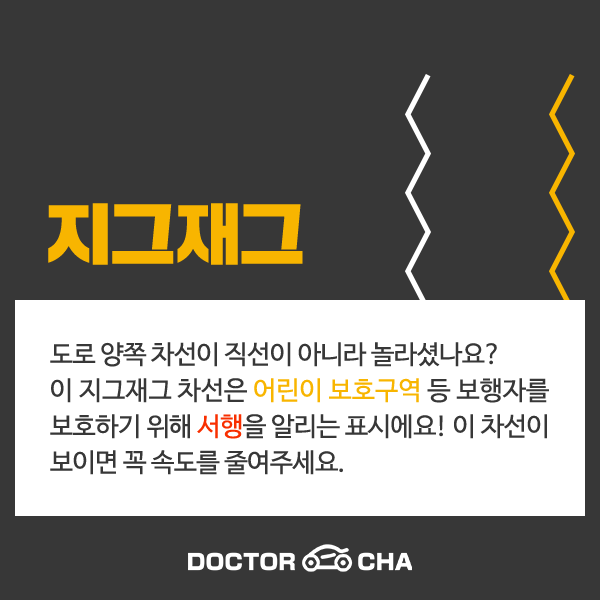 지그재그
도로 양쪽 차선이 직선이 아니라 놀라셨나요?
이 지그재그 차선은 어린이 보호구역 등 보행자를
보호하기 위해 서행을 알리는 표시에요! 이 차선이
보이면 꼭 속도를 줄여주세요.
DOCTOR CHA